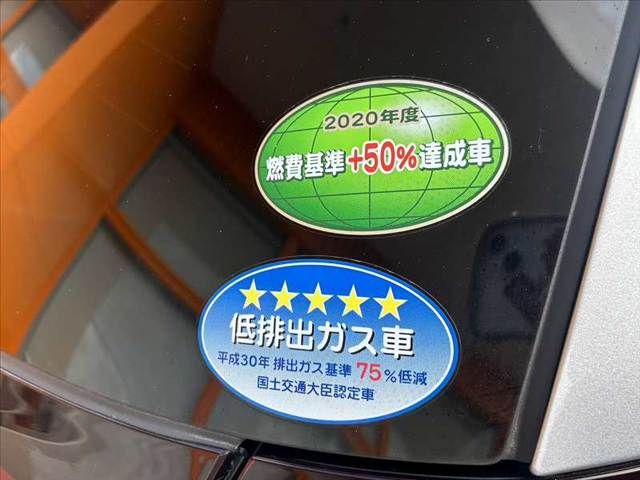 2020年度
燃費基準+50%達成車
低排出ガス車
平成30年 排出ガス基準 75%低減
国土交通大臣認定車